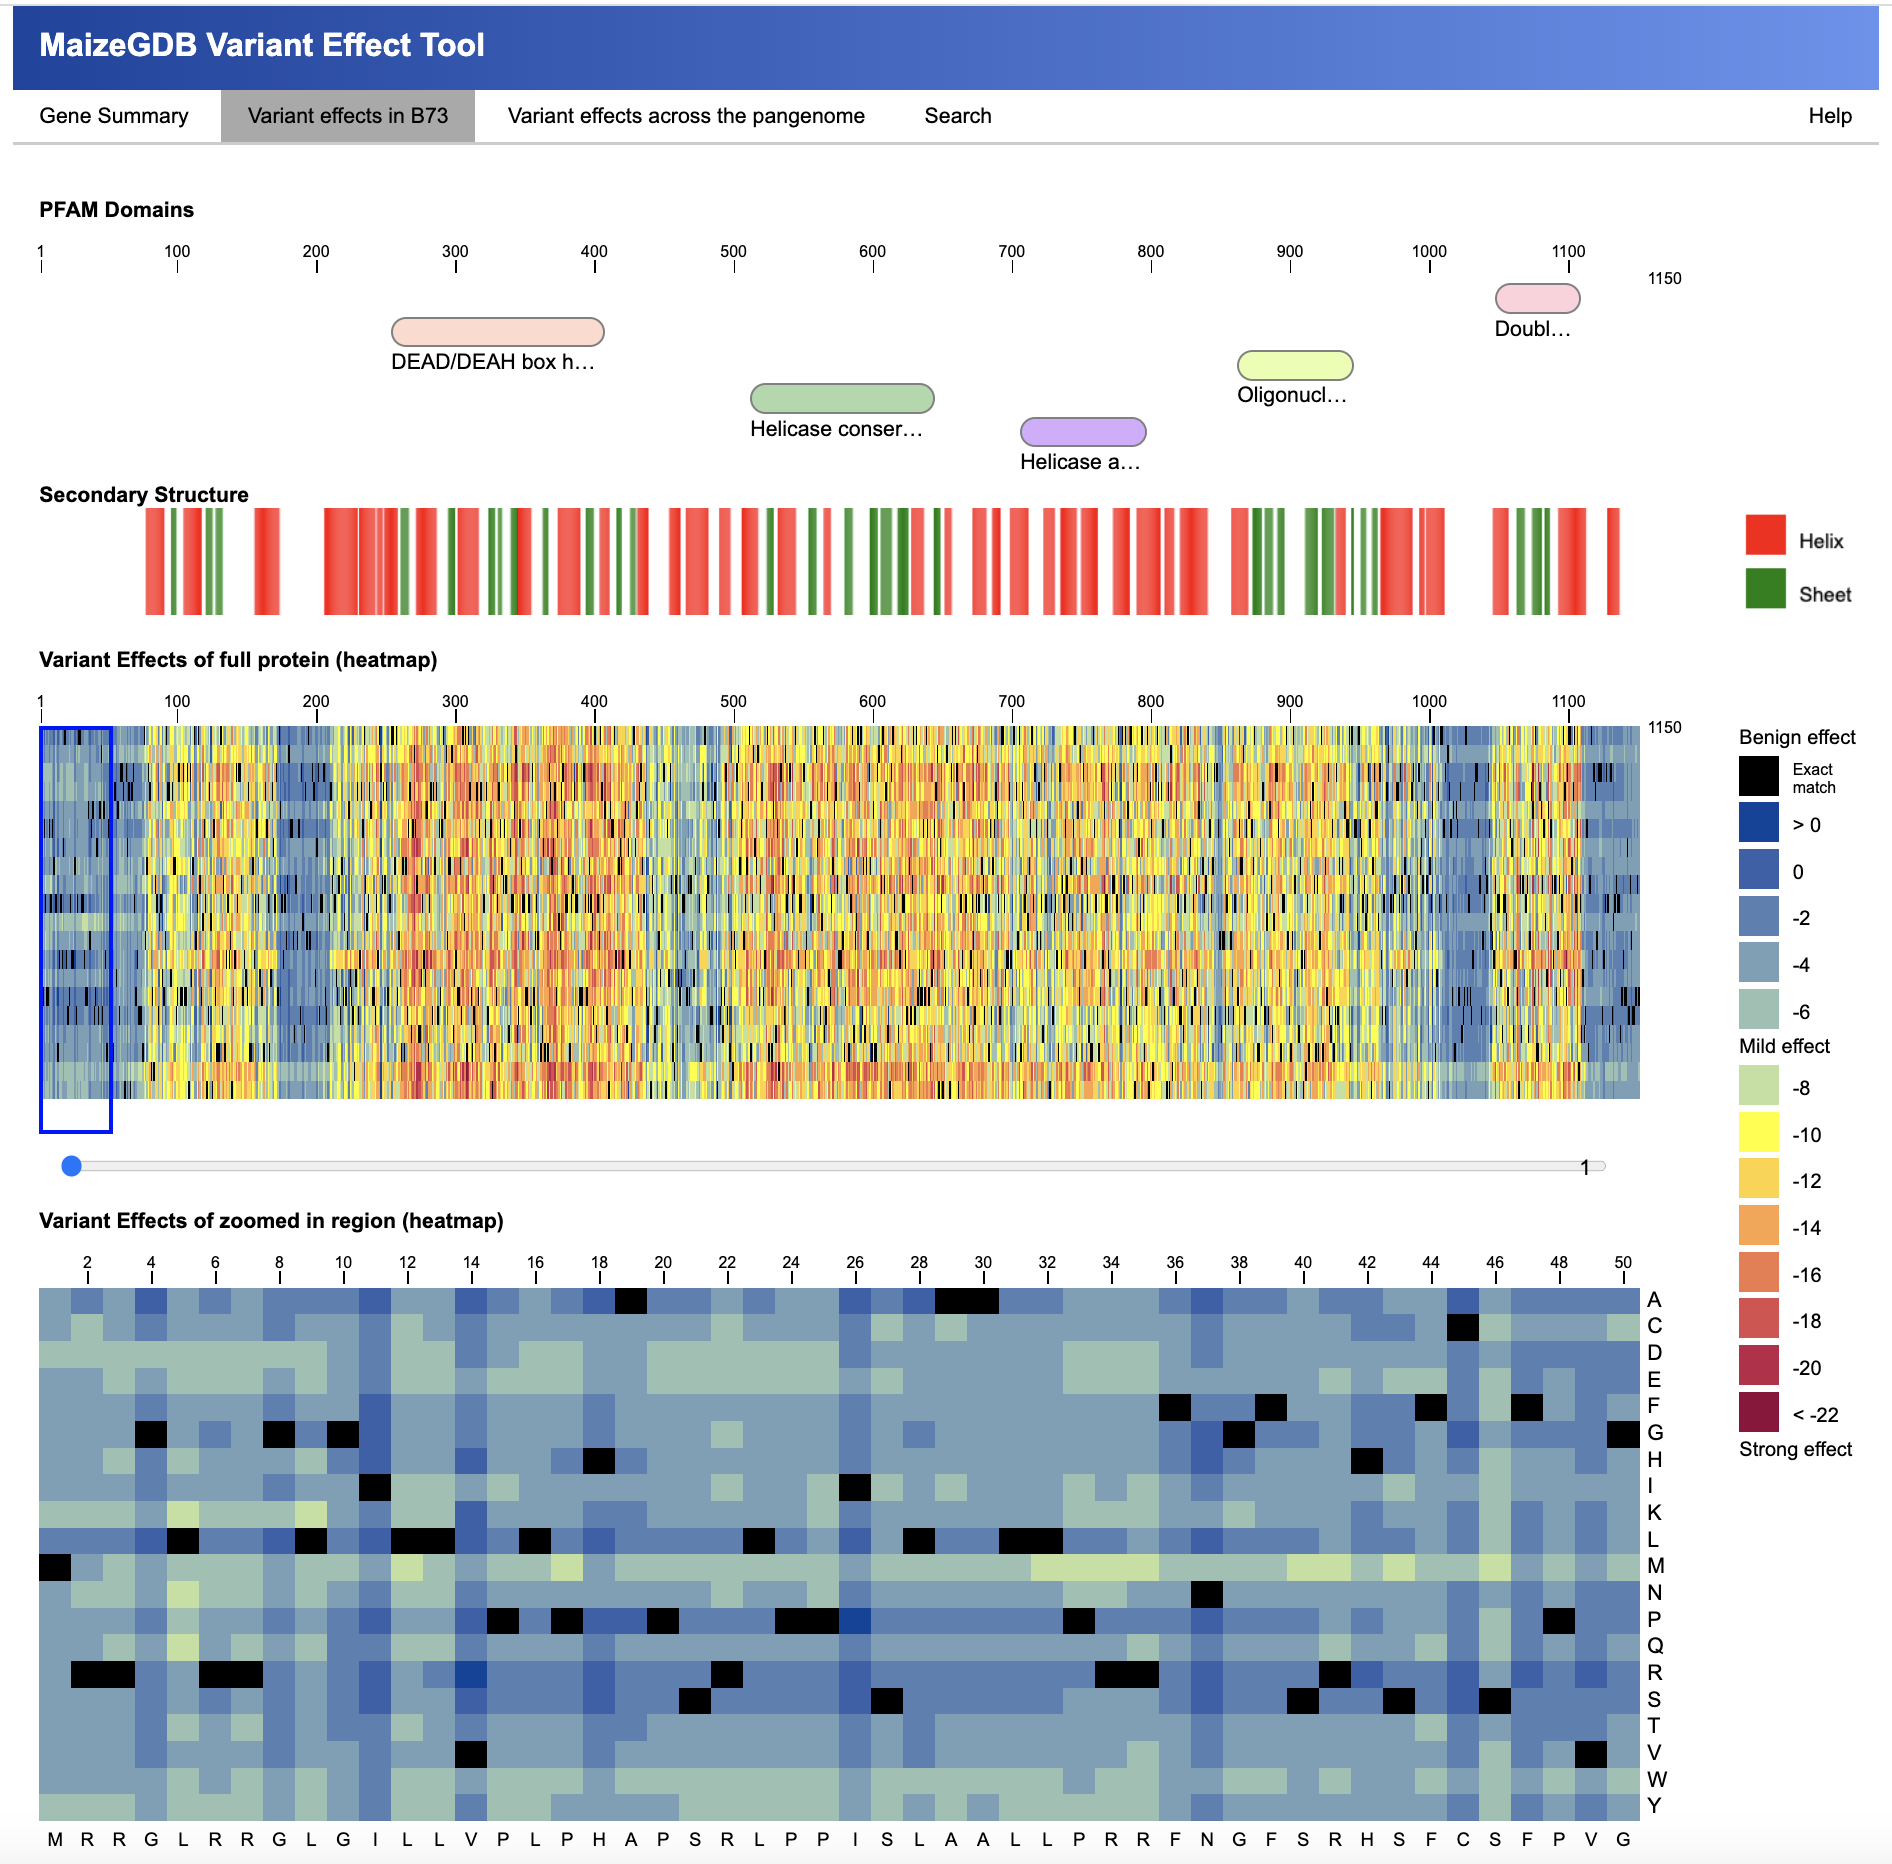 MaizeGDB Variant Effect Tool
Gene Summary Variant effects in B73 Variant effects across the pangenome Search Help
PFAM Domains
1 100 200 300 400 500 600 700 800 900 1000 1100
1150
Doubl…
DEAD/DEAH box h…
Oligonucl…
Helicase conser…
Helicase a…
Secondary Structure
Helix
Sheet
Variant Effects of full protein (heatmap)
1 100 200 300 400 500 600 700 800 900 1000 1100
1150
Benign effect
Exact
match
> 0
0
-2
-4
-6
Mild effect
-8
-10
-12
-14
-16
-18
-20
< -22
Strong effect
1
Variant Effects of zoomed in region (heatmap)
2 4 6 8 10 12 14 16 18 20 22 24 26 28 30 32 34 36 38 40 42 44 46 48 50
A
C
D
E
F
G
H
I
K
L
M
N
P
Q
R
S
T
V
W
Y
M R R G L R R G L G I L L V P L P H A P S R L P P I S L A A L L P R R F N G F S R H S F C S F P V G